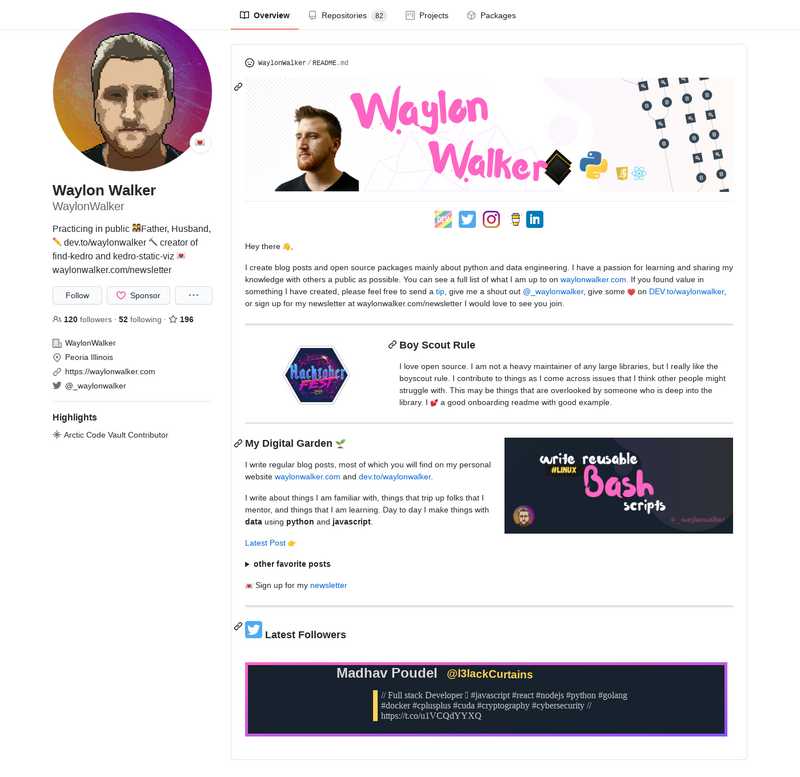 Overview
Repositories 82
Projects
Packages
WaylonWalker/README.md
Waylon
Walker
DEV
Waylon Walker
WaylonWalker
Practicing in public 👨‍👩‍👧‍👦Father, Husband,
✏️ dev.to/waylonwalker 🔨 creator of
find-kedro and kedro-static-viz 💌
waylonwalker.com/newsletter
Follow
Sponsor
...
120 followers · 52 following · 196
WaylonWalker
Peoria Illinois
https://waylonwalker.com
@_waylonwalker
Highlights
Arctic Code Vault Contributor
Hey there 👋,
I create blog posts and open source packages mainly about python and data engineering. I have a passion for learning and sharing my
knowledge with others a public as possible. You can see a full list of what I am up to on waylonwalker.com. If you found value in
something I have created, please feel free to send a tip, give me a shout out @_waylonwalker, give some ❤️ on DEV.to/waylonwalker,
or sign up for my newsletter at waylonwalker.com/newsletter I would love to see you join.
Hacktober
FEST
Boy Scout Rule
I love open source. I am not a heavy maintainer of any large libraries, but I really like the
boyscout rule. I contribute to things as I come across issues that I think other people might
struggle with. This may be things that are overlooked by someone who is deep into the
library. I 💕 a good onboarding readme with good example.
My Digital Garden 🌱
I write regular blog posts, most of which you will find on my personal
website waylonwalker.com and dev.to/waylonwalker.
I write about things I am familiar with, things that trip up folks that I
mentor, and things that I am learning. Day to day I make things with
data using python and javascript.
Latest Post 👉
other favorite posts
💌 Sign up for my newsletter
write reusable
#LINUX
Bash
scripts
@_waylonwalker
Latest Followers
Madhav Poudel @l3lackCurtains
// Full stack Developer ▯ #javascript #react #nodejs #python #golang
#docker #cplusplus #cuda #cryptography #cybersecurity //
https://t.co/u1VCQdYYXQ